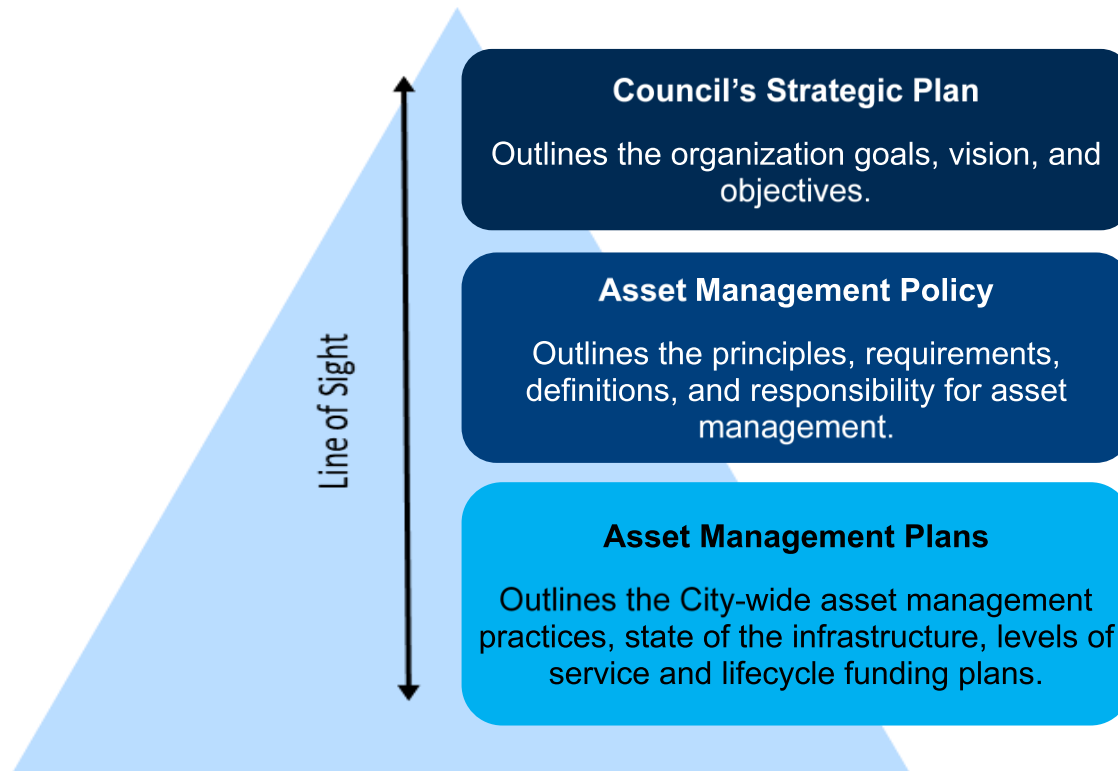 Council’s Strategic Plan
Outlines the organization goals, vision, and
objectives.
Line of Sight
Asset Management Policy
Outlines the principles, requirements,
definitions, and responsibility for asset
management.
Asset Management Plans
Outlines the City-wide asset management
practices, state of the infrastructure, levels of
service and lifecycle funding plans.